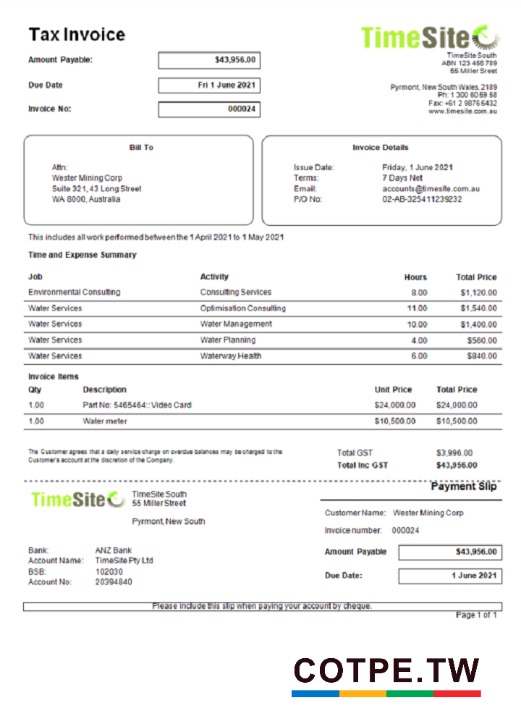 Tax Invoice
TimeSite
Amount Payable: $43,956.00
TimeSite South
ABN 123 456 789
55 Miller Street
Due Date Fri 1 June 2021
Pyrmont, New South Wales, 2189
Ph: 1 300 60 59 58
Fax: +61 2 9876 5432
www.timesite.com.au
Invoice No: 000024
Bill To
Attn:
Wester Mining Corp
Suite 321, 43 Long Street
WA 8000, Australia
Invoice Details
Issue Date: Friday, 1 June 2021
Terms: 7 Days Net
Email: accounts@timesite.com.au
P/O No: 02-AB-325411239232
This includes all work performed between the 1 April 2021 to 1 May 2021
Time and Expense Summary
Job Activity Hours Total Price
Environmental Consulting Consulting Services 8.00 $1,120.00
Water Services Optimisation Consulting 11.00 $1,540.00
Water Services Water Management 10.00 $1,400.00
Water Services Water Planning 4.00 $560.00
Water Services Waterway Health 6.00 $840.00
Invoice Items
Qty Description Unit Price Total Price
1.00 Part No: 5465464:: Video Card $24,000.00 $24,000.00
1.00 Water meter $10,500.00 $10,500.00
The Customer agrees that a daily service charge on overdue balances may be charged to the
Customer's account at the discretion of the Company.
Total GST $3,996.00
Total Inc GST $43,956.00
Payment Slip
TimeSite
TimeSite South
55 Miller Street
Pyrmont, New South
Customer Name: Wester Mining Corp
Invoice number: 000024
Bank: ANZ Bank
Account Name: TimeSite Pty Ltd
BSB: 102030
Account No: 20394840
Amount Payable $43,956.00
Due Date: 1 June 2021
Please include this slip when paying your account by cheque.
Page 1 of 1
COTPE.TW